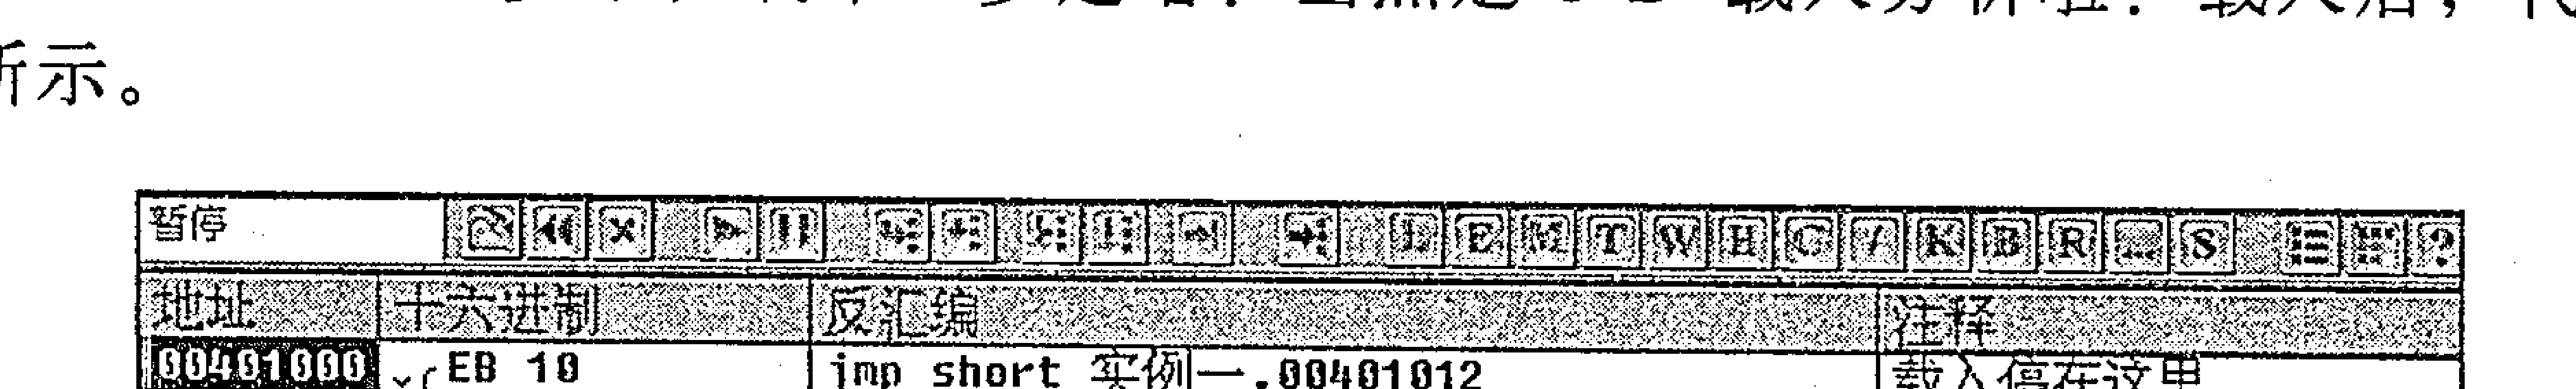 所示。
暂停 L E M T W H C / K B R ... S ?
地址 十六进制 反汇编 注释
00401000 EB 10 jmp short 实例一.00401012 载入停在这里